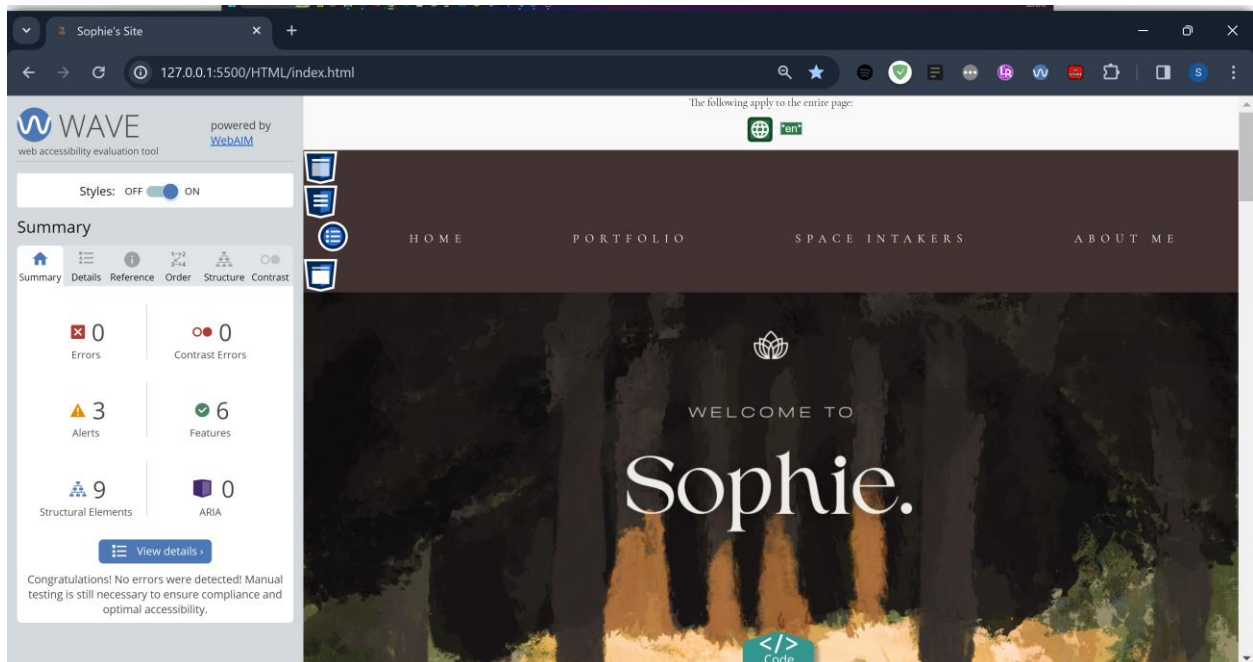 Sophie's Site
127.0.0.1:5500/HTML/index.html
S
WAVE
web accessibility evaluation tool
powered by
WebAIM
Styles: OFF ON
Summary
Summary Details Reference Order Structure Contrast
0
Errors
0
Contrast Errors
3
Alerts
6
Features
9
Structural Elements
0
ARIA
View details ›
Congratulations! No errors were detected! Manual
testing is still necessary to ensure compliance and
optimal accessibility.
The following apply to the entire page:
"en"
HOME PORTFOLIO SPACE INTAKERS ABOUT ME
WELCOME TO
Sophie.
</>
Code